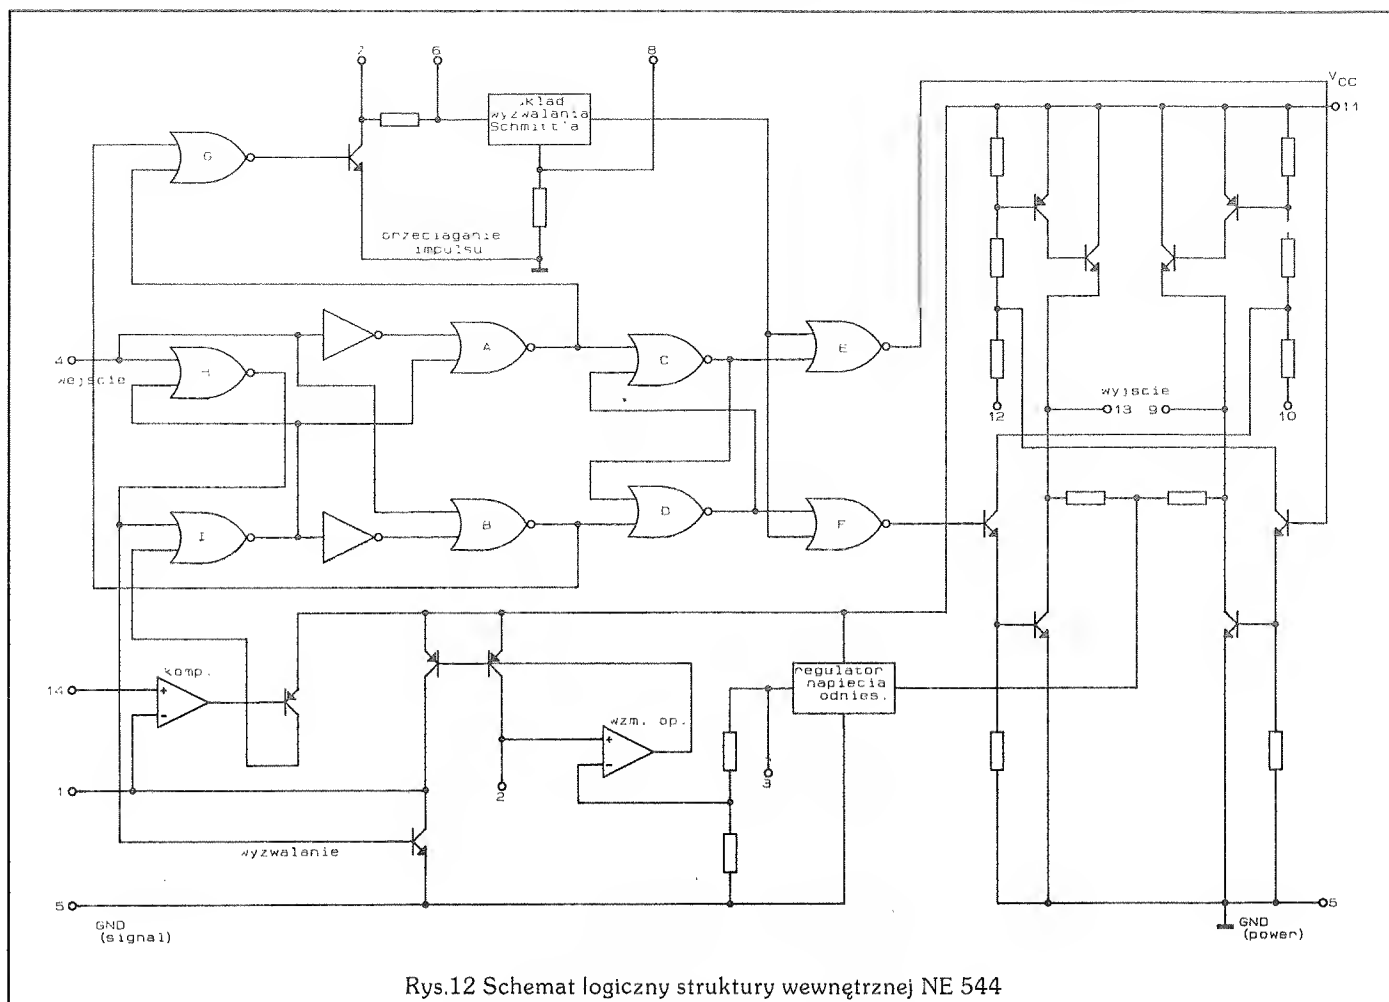 7
6
8
VCC
11
układ
wyzwalania
Schmitt'a
G
przeciąganie
impulsu
4
wejście
H
A
C
E
wyjście
12
13
9
10
I
B
D
F
komp.
14
regulator
napiecia
odnies.
wzm. op.
1
2
3
wyzwalanie
5
GND
(signal)
5
GND
(power)
Rys.12 Schemat logiczny struktury wewnętrznej NE 544